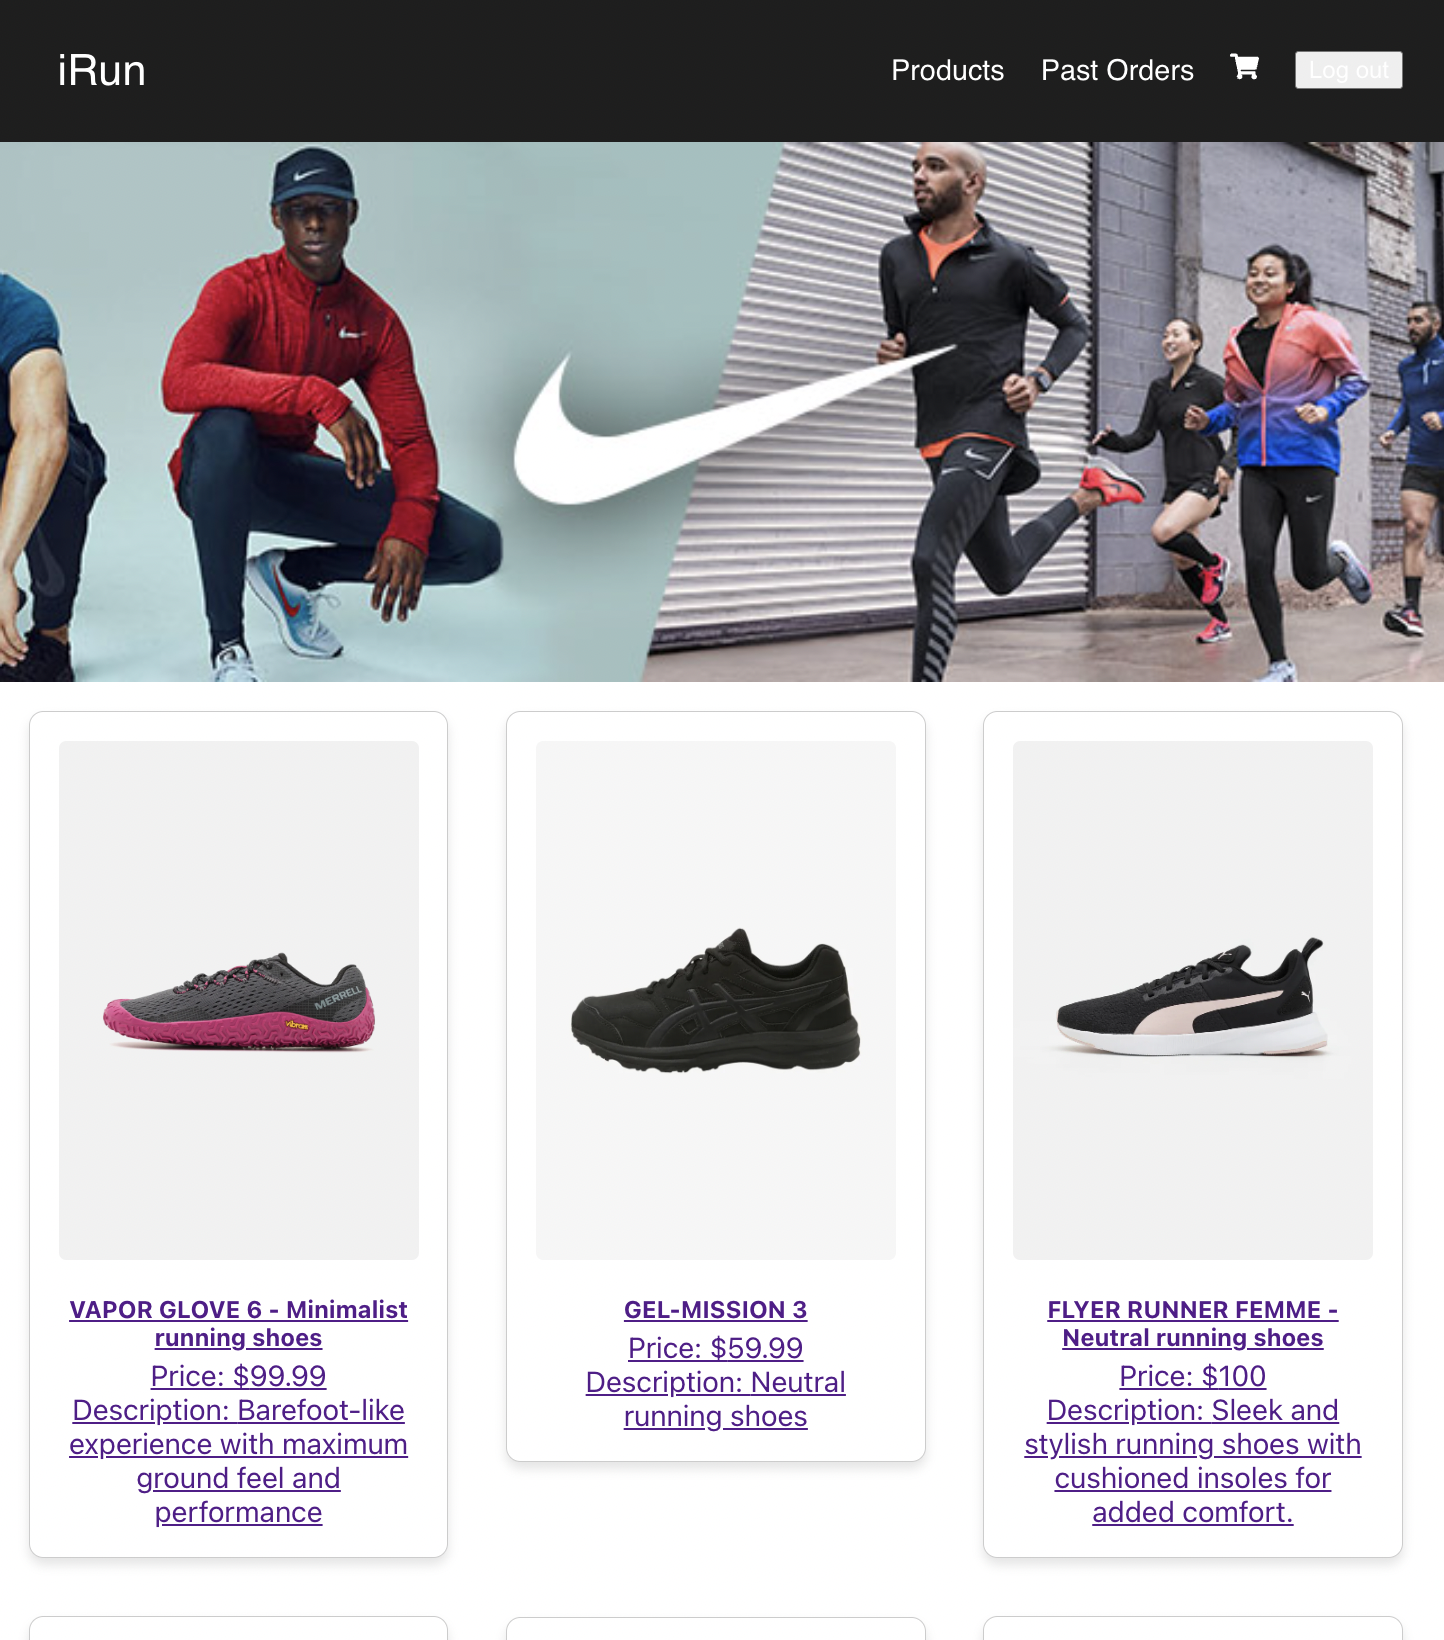 iRun
Products
Past Orders
Log out
MERRELL
vibram
VAPOR GLOVE 6 - Minimalist
running shoes
Price: $99.99
Description: Barefoot-like
experience with maximum
ground feel and
performance
GEL-MISSION 3
Price: $59.99
Description: Neutral
running shoes
FLYER RUNNER FEMME -
Neutral running shoes
Price: $100
Description: Sleek and
stylish running shoes with
cushioned insoles for
added comfort.